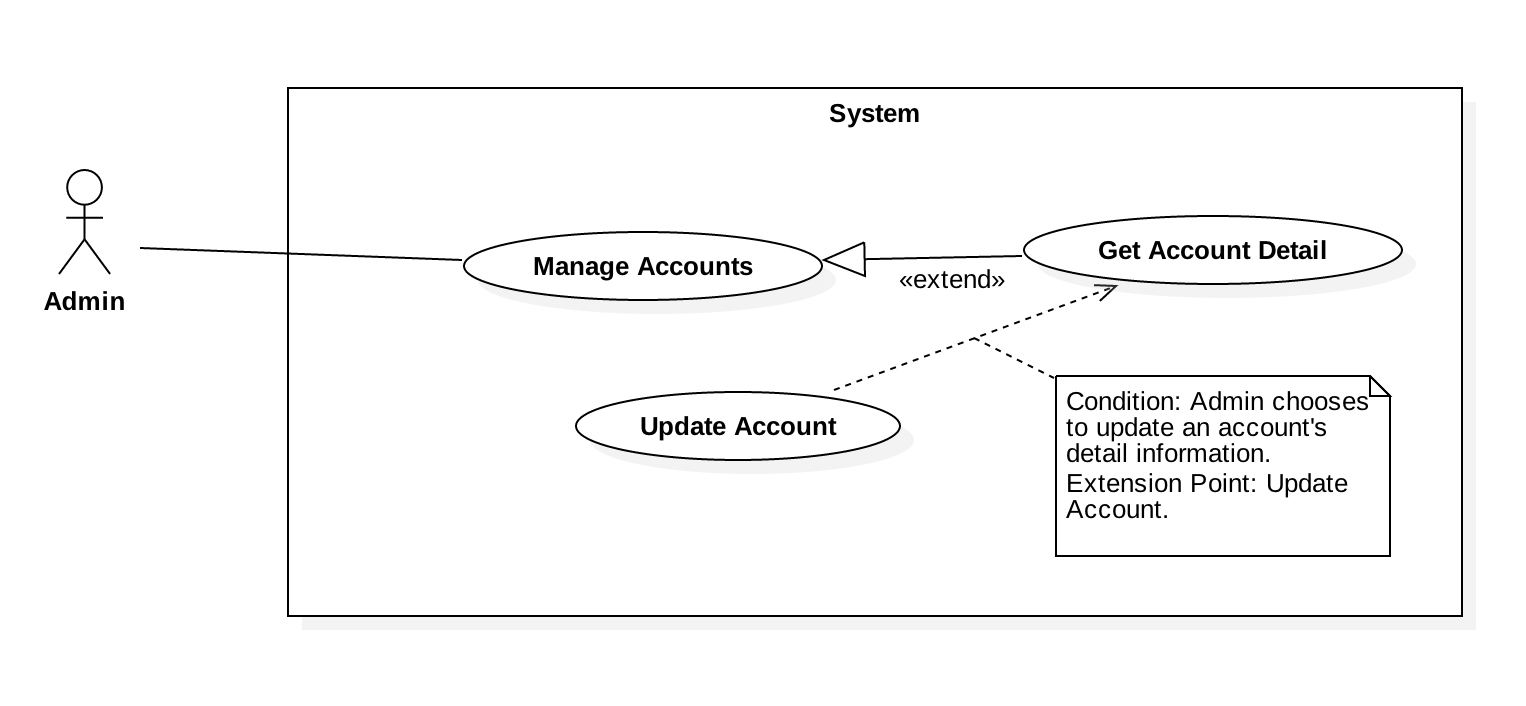 System
Admin
Manage Accounts
Get Account Detail
«extend»
Update Account
Condition: Admin chooses
to update an account's
detail information.
Extension Point: Update
Account.